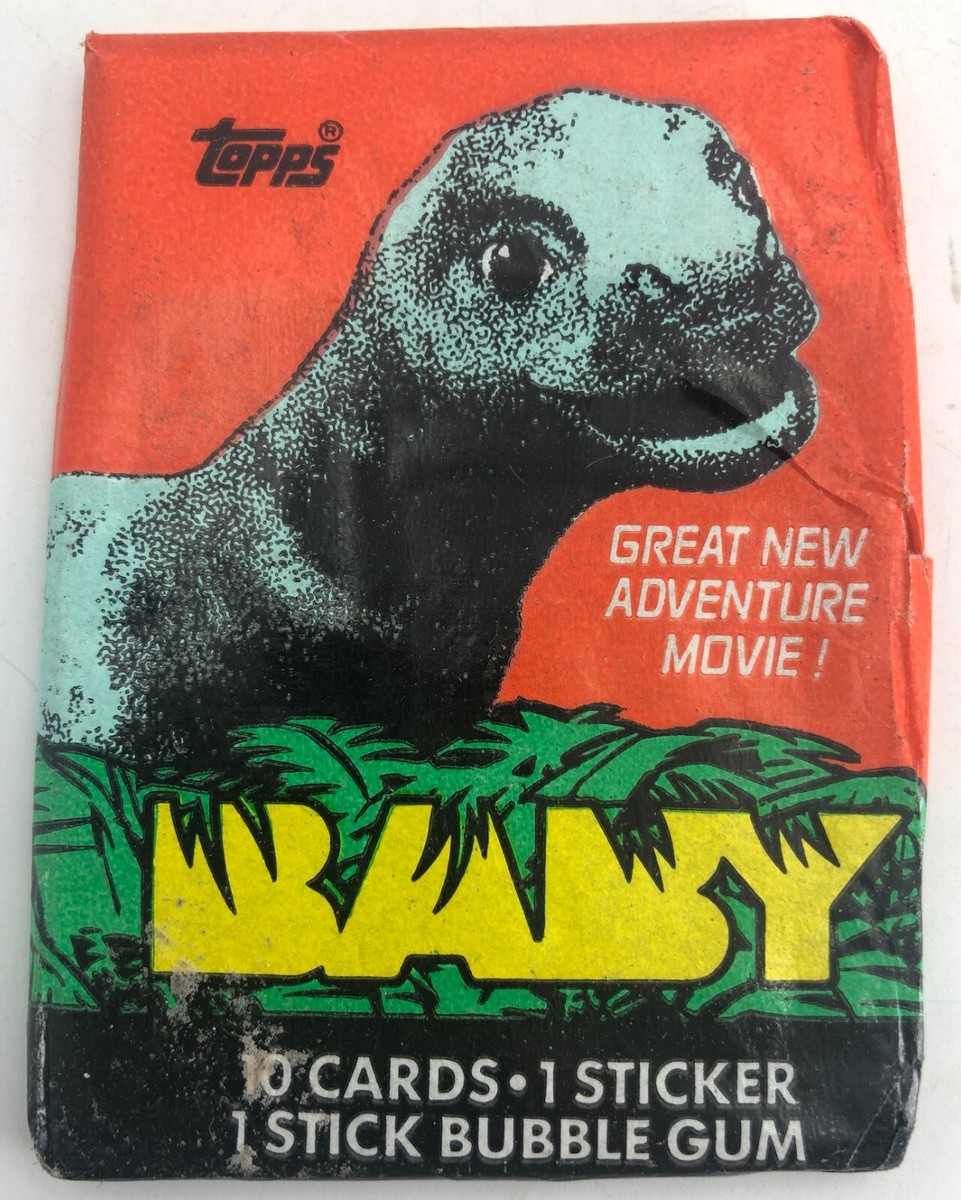 topps®
GREAT NEW
ADVENTURE
MOVIE!
BABY
10 CARDS • 1 STICKER
1 STICK BUBBLE GUM